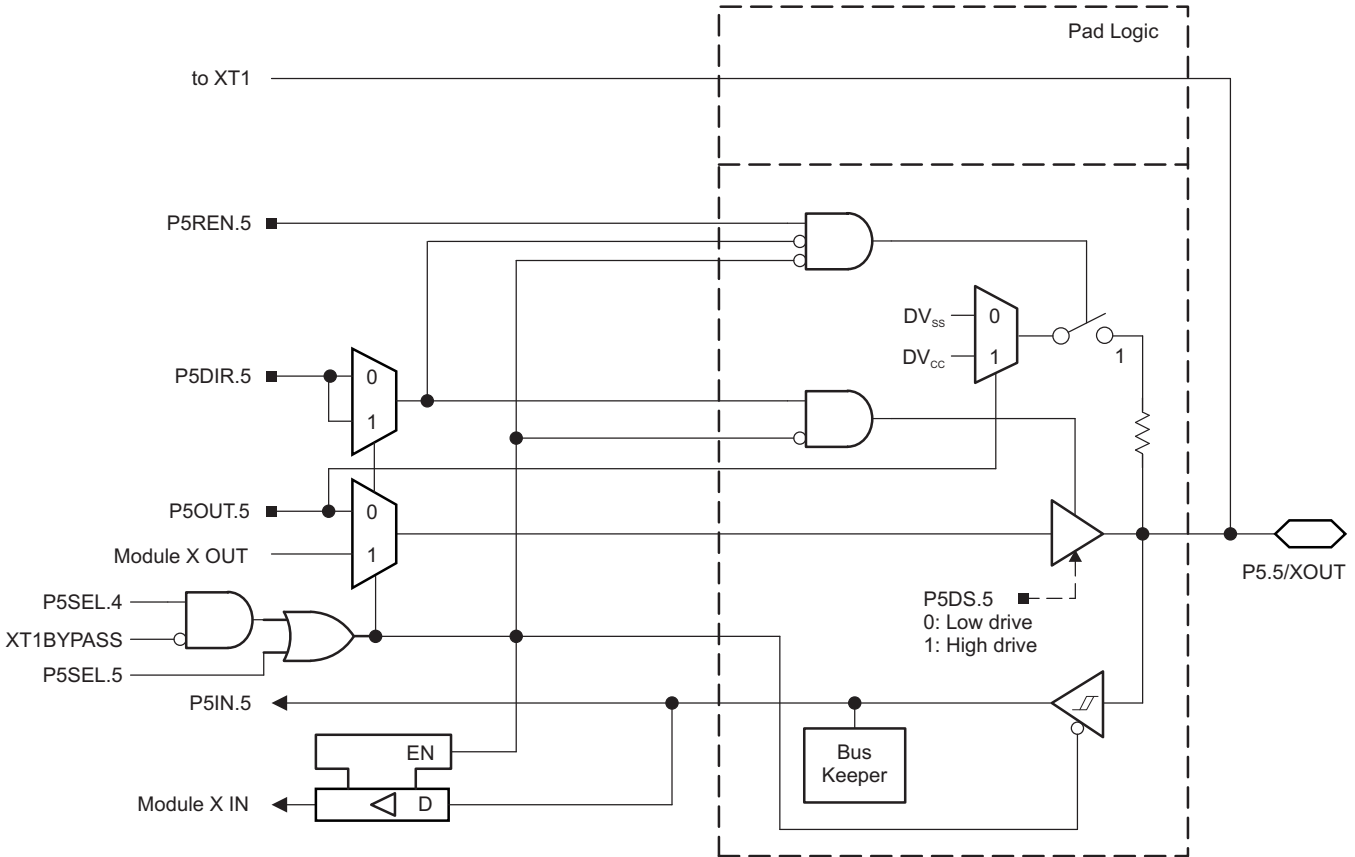 Pad Logic
to XT1
P5REN.5
DVSS
0
DVCC
1
1
P5DIR.5
0
1
P5OUT.5
0
Module X OUT
1
P5.5/XOUT
P5DS.5
0: Low drive
1: High drive
P5SEL.4
XT1BYPASS
P5SEL.5
P5IN.5
EN
Bus
Keeper
Module X IN
D